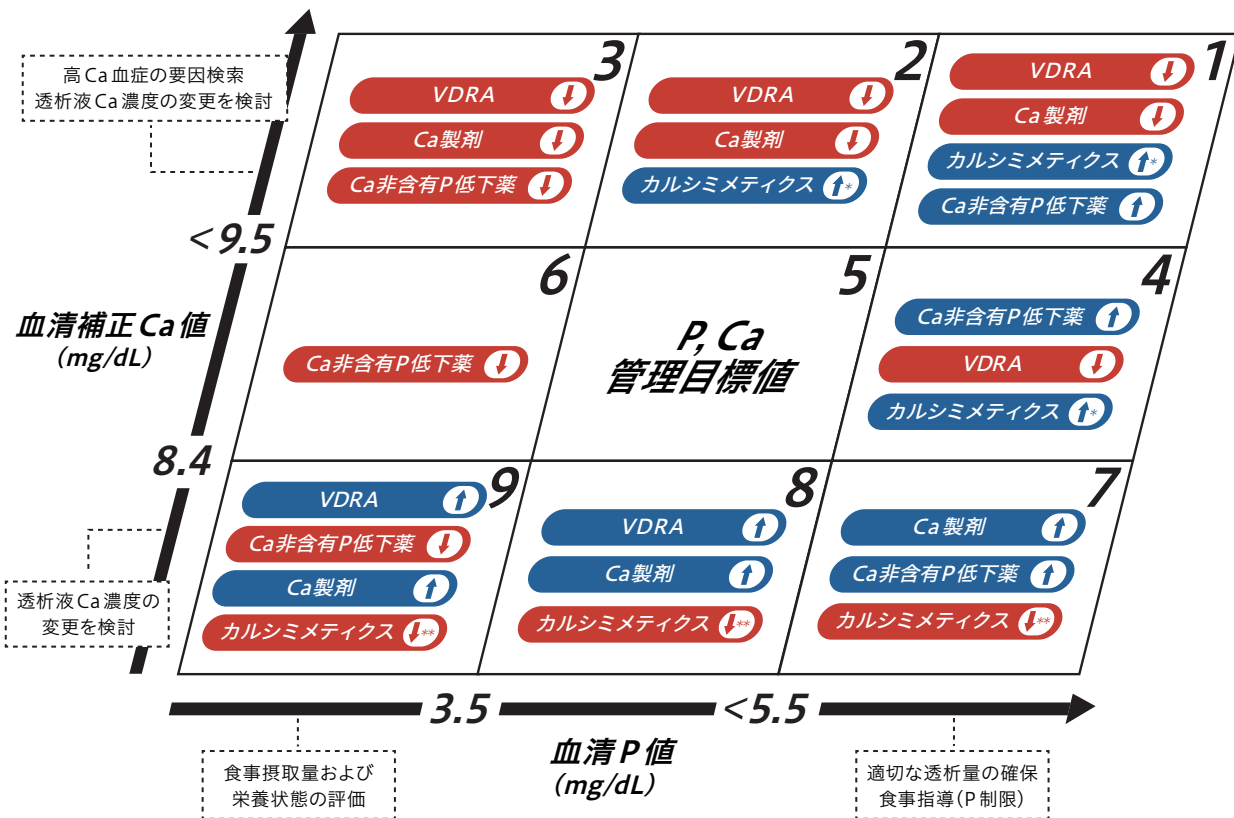 高Ca血症の要因検索
透析液Ca濃度の変更を検討
3
VDRA
Ca製剤
Ca非含有P低下薬
2
VDRA
Ca製剤
カルシミメティクス *
1
VDRA
Ca製剤
カルシミメティクス *
Ca非含有P低下薬
<9.5
血清補正Ca値
(mg/dL)
8.4
6
Ca非含有P低下薬
5
P, Ca
管理目標値
4
Ca非含有P低下薬
VDRA
カルシミメティクス *
9
VDRA
Ca非含有P低下薬
Ca製剤
カルシミメティクス **
8
VDRA
Ca製剤
カルシミメティクス **
7
Ca製剤
Ca非含有P低下薬
カルシミメティクス **
透析液Ca濃度の
変更を検討
3.5
<5.5
血清P値
(mg/dL)
食事摂取量および
栄養状態の評価
適切な透析量の確保
食事指導(P制限)